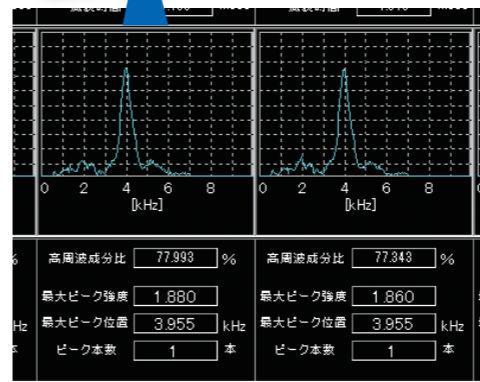 0 2 4 6 8 0 2 4 6 8
[kHz] [kHz]
% 高周波成分比 77.993 % 高周波成分比 77.343 %
最大ピーク強度 1.880 最大ピーク強度 1.860
Hz 最大ピーク位置 3.955 kHz 最大ピーク位置 3.955 kHz
本 ピーク本数 1 本 ピーク本数 1 本